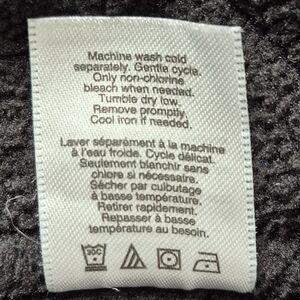 Machine wash cold
separately. Gentle cycle.
Only non-chlorine
bleach when needed.
Tumble dry low.
Remove promptly.
Cool iron if needed.
Laver séparément à la machine
à l'eau froide. Cycle délicat.
Seulement blanchir sans
chlore si nécessaire.
Sécher par culbutage
à basse température.
Retirer rapidement.
Repasser à basse
température au besoin.
30C